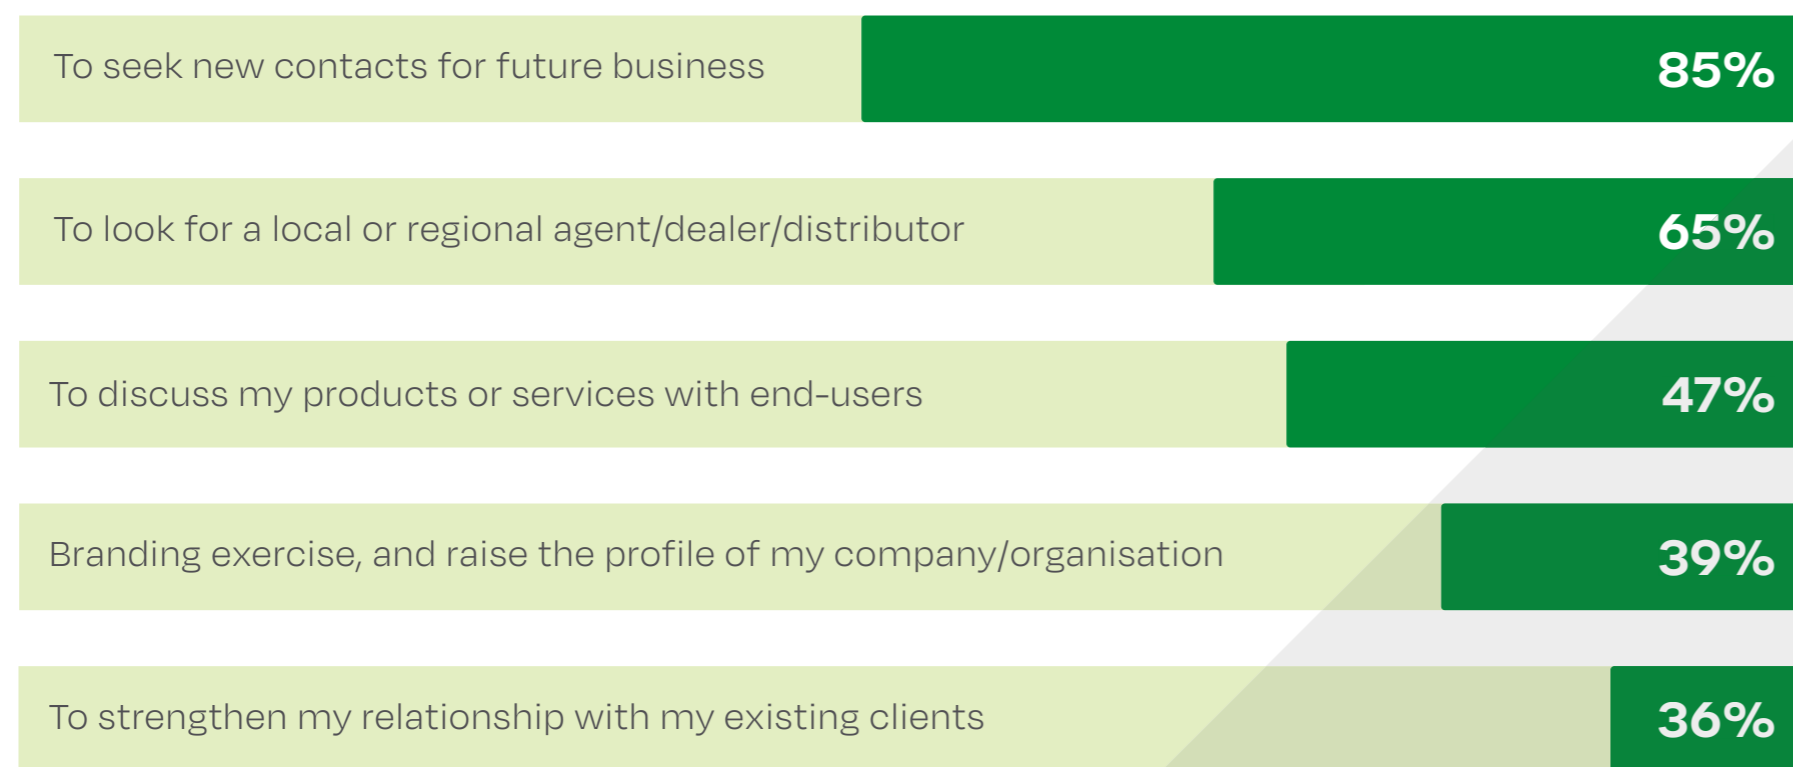 To seek new contacts for future business 85%
To look for a local or regional agent/dealer/distributor 65%
To discuss my products or services with end-users 47%
Branding exercise, and raise the profile of my company/organisation 39%
To strengthen my relationship with my existing clients 36%